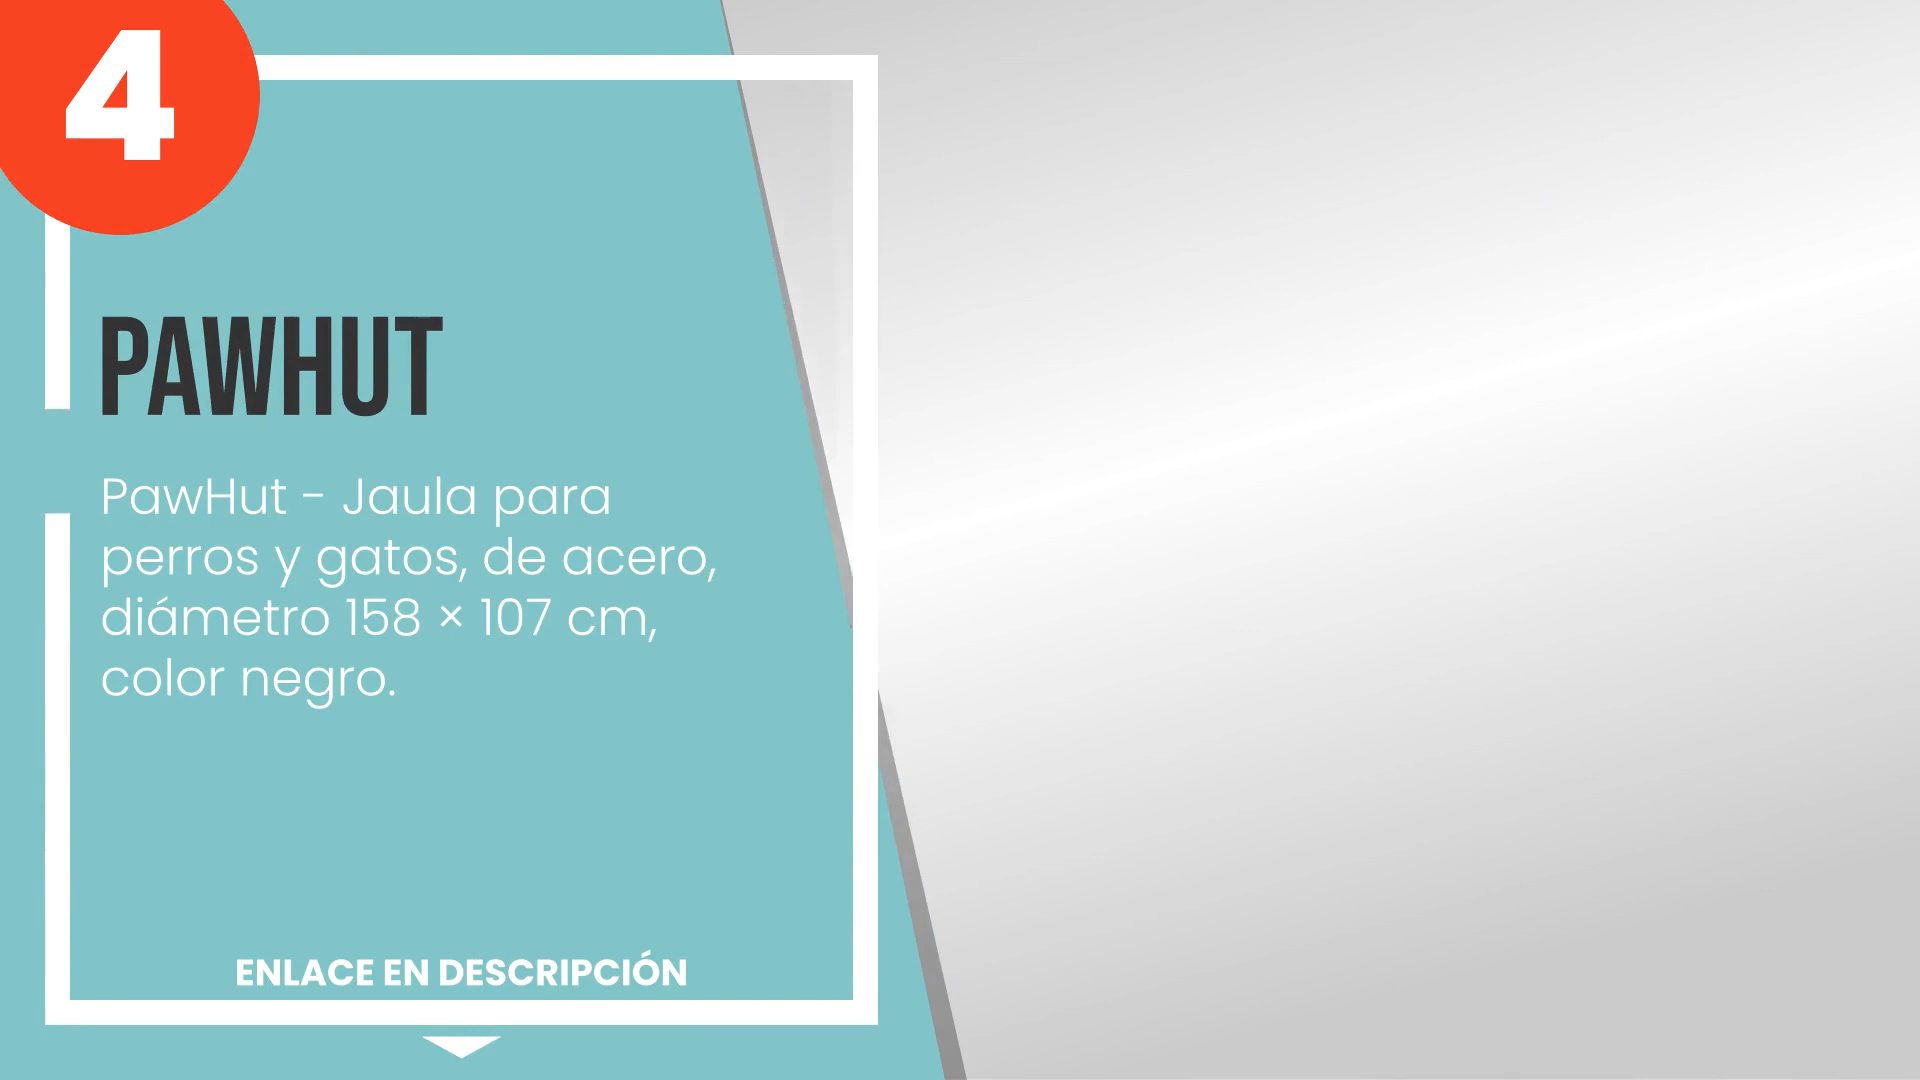 4
PAWHUT
PawHut - Jaula para
perros y gatos, de acero,
diámetro 158 × 107 cm,
color negro.
ENLACE EN DESCRIPCIÓN